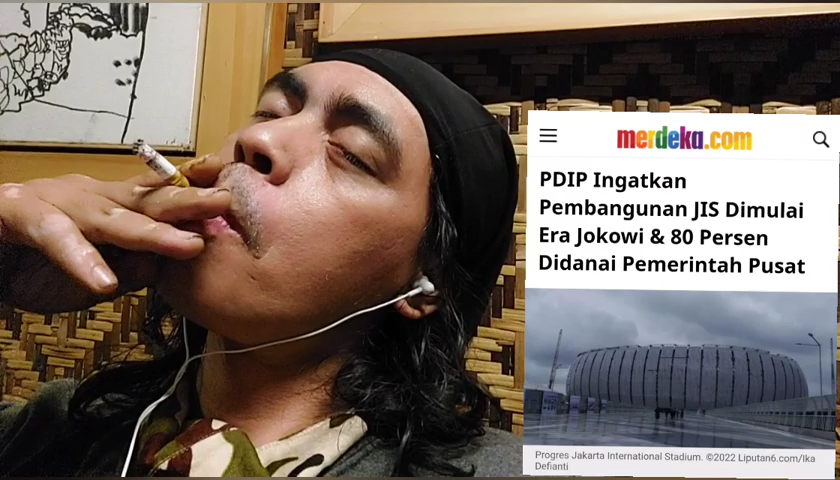 merdeka.com
PDIP Ingatkan
Pembangunan JIS Dimulai
Era Jokowi & 80 Persen
Didanai Pemerintah Pusat
Progres Jakarta International Stadium. ©2022 Liputan6.com/Ika
Defianti